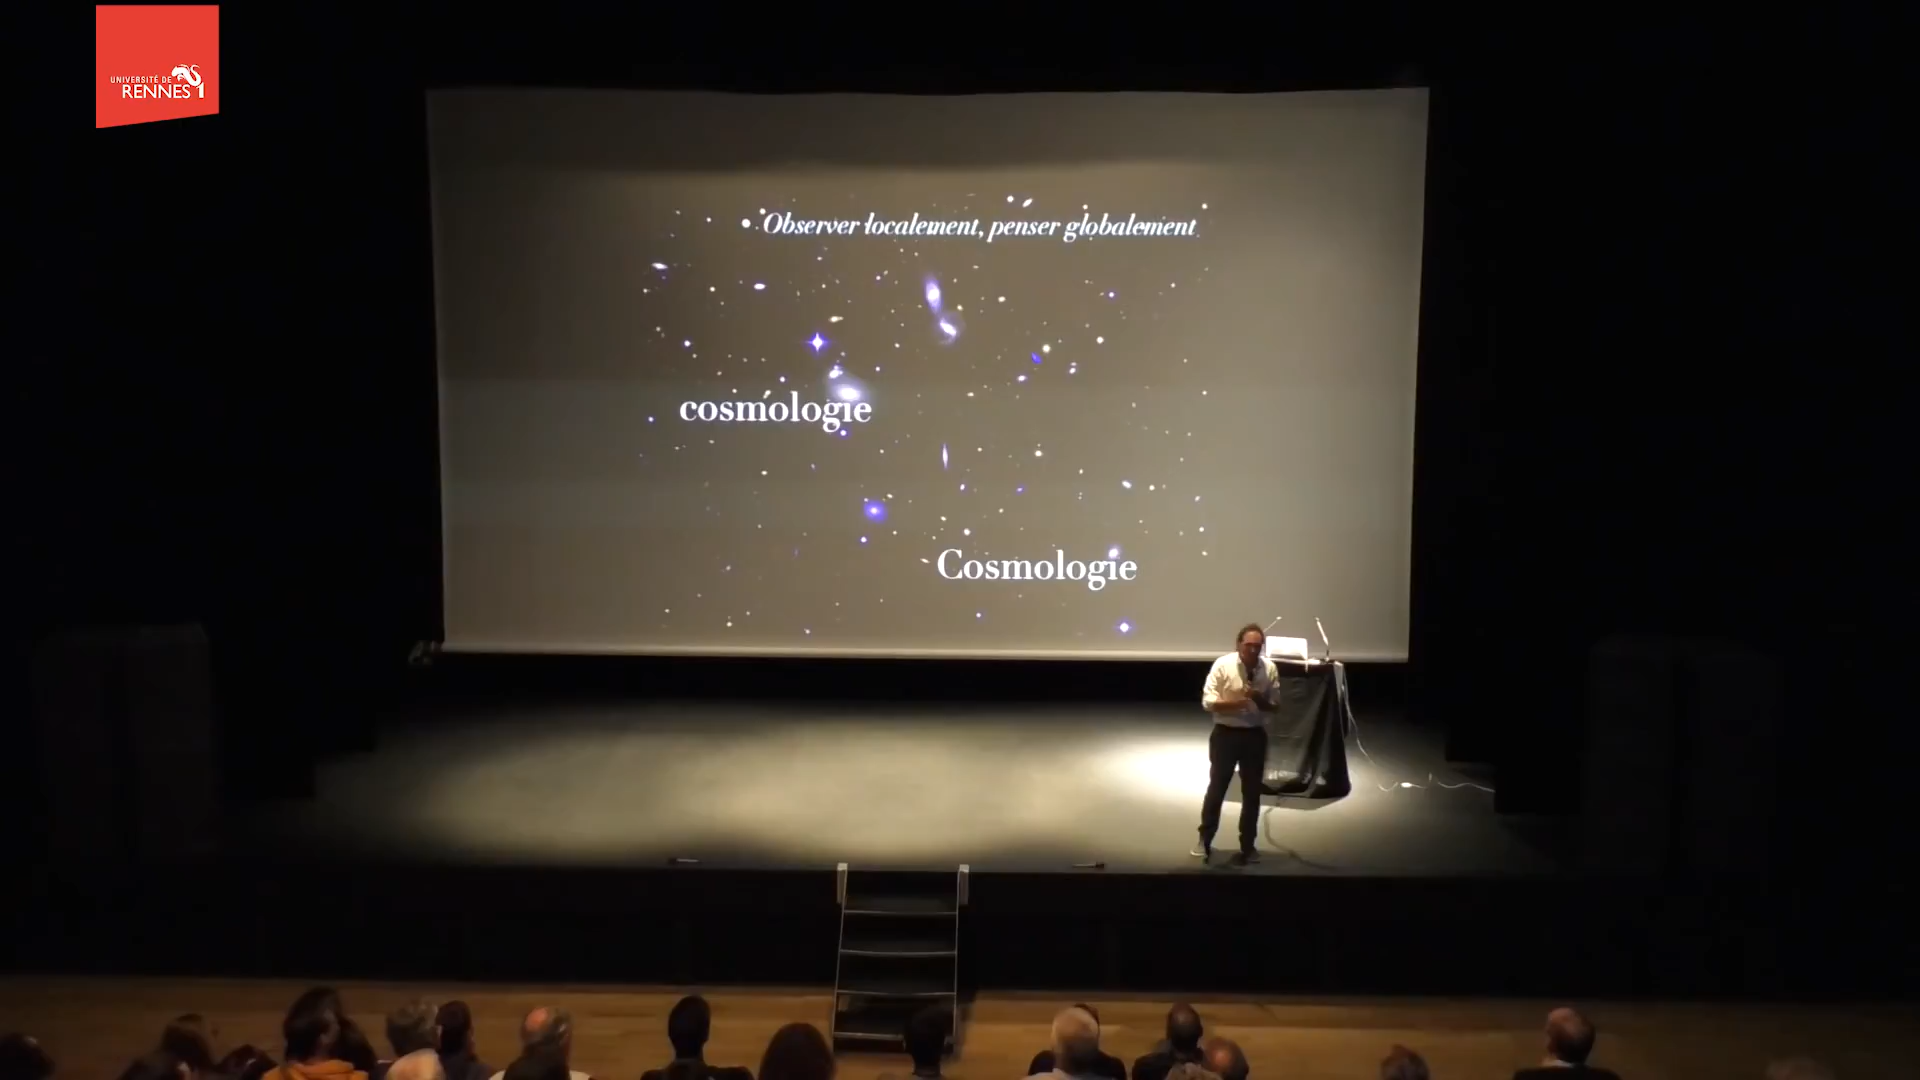 UNIVERSITÉ DE
RENNES 1
• Observer localement, penser globalement
cosmologie
Cosmologie